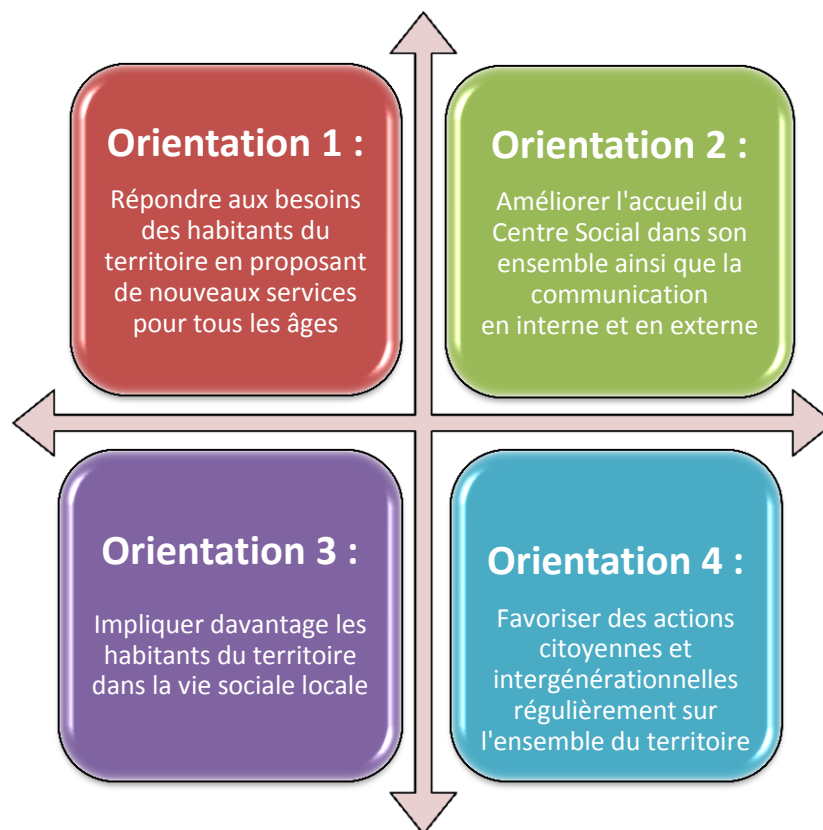 Orientation 1 :
Répondre aux besoins
des habitants du
territoire en proposant
de nouveaux services
pour tous les âges
Orientation 2 :
Améliorer l'accueil du
Centre Social dans son
ensemble ainsi que la
communication
en interne et en externe
Orientation 3 :
Impliquer davantage les
habitants du territoire
dans la vie sociale locale
Orientation 4 :
Favoriser des actions
citoyennes et
intergénérationnelles
régulièrement sur
l'ensemble du territoire